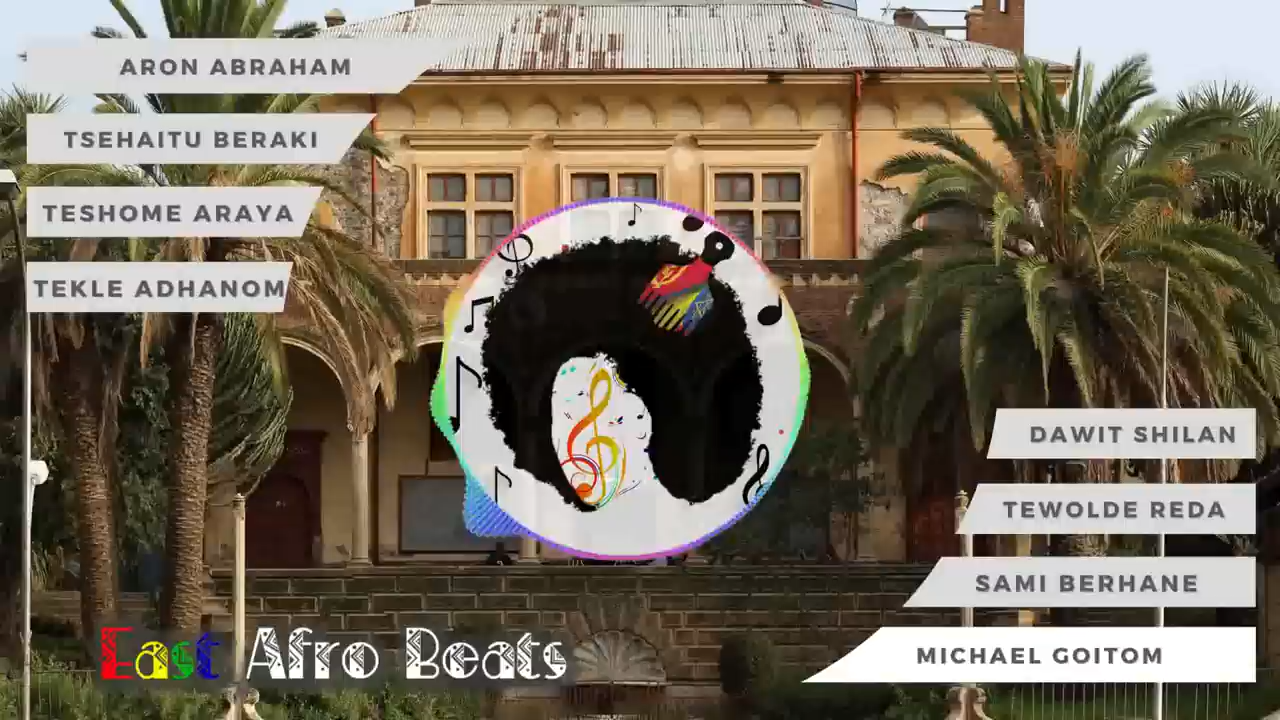 ARON ABRAHAM
TSEHAITU BERAKI
TESHOME ARAYA
TEKLE ADHANOM
DAWIT SHILAN
TEWOLDE REDA
SAMI BERHANE
MICHAEL GOITOM
East Afro Beats